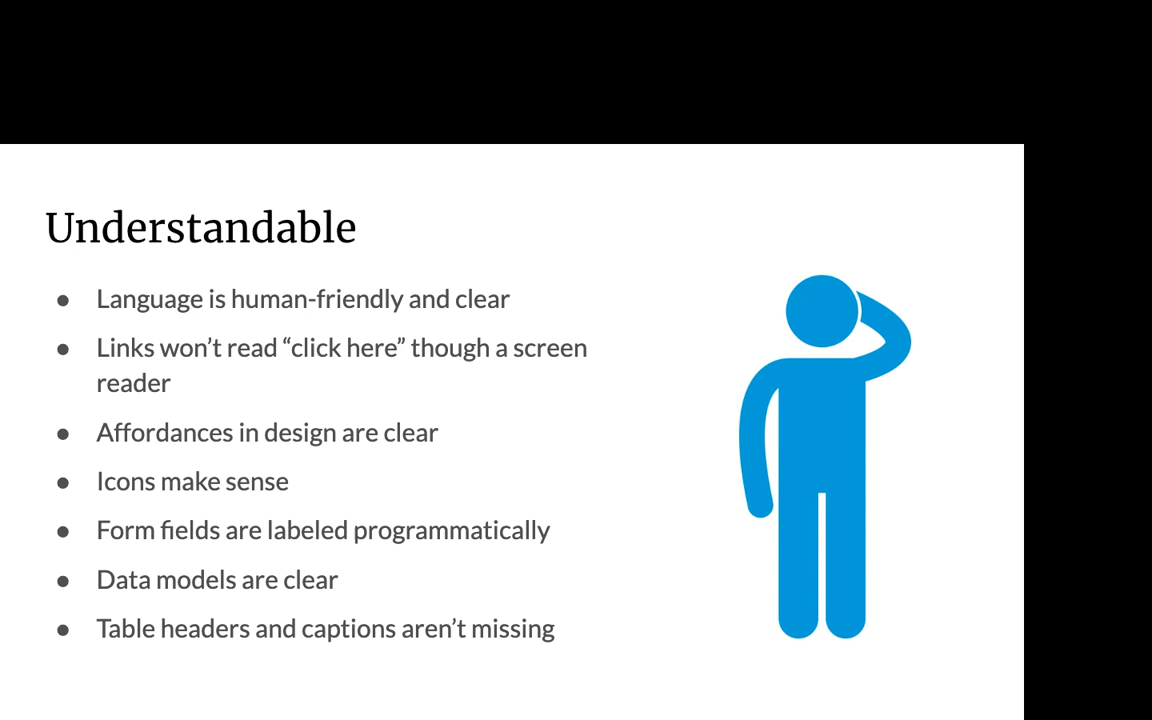 Understandable
● Language is human-friendly and clear
● Links won’t read “click here” though a screen
reader
● Affordances in design are clear
● Icons make sense
● Form fields are labeled programmatically
● Data models are clear
● Table headers and captions aren’t missing